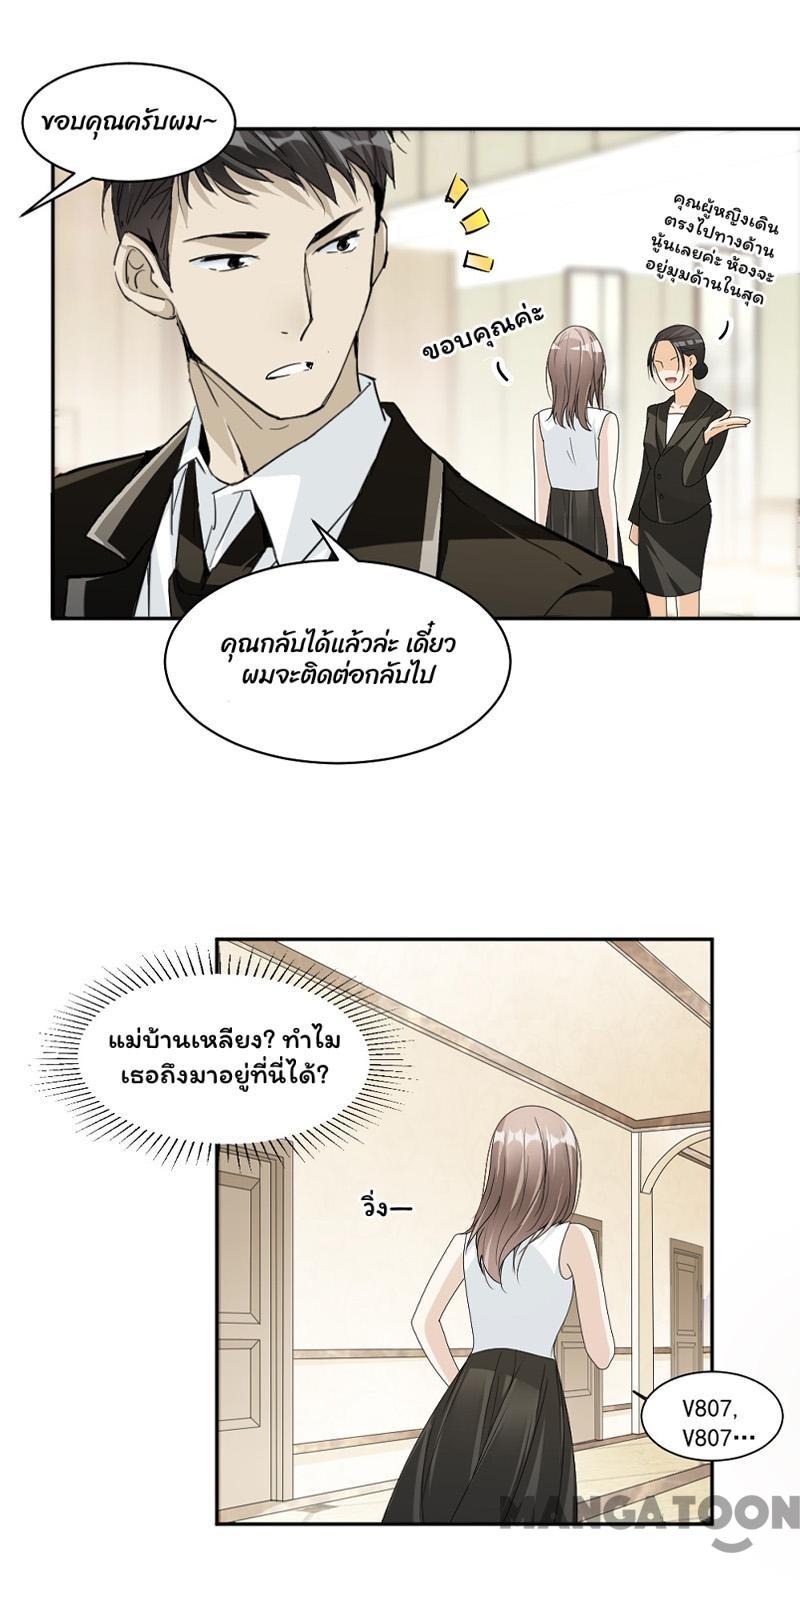 ขอบคุณครับผม~
คุณผู้หญิงเดิน
ตรงไปทางด้าน
นู้นเลยค่ะ ห้องจะ
อยู่มุมด้านในสุด
ขอบคุณค่ะ
คุณกลับได้แล้วล่ะ เดี๋ยว
ผมจะติดต่อกลับไป
แม่บ้านเหลียง? ทำไม
เธอถึงมาอยู่ที่นี่ได้?
วิ่ง—
V807,
V807…
MANGATOON